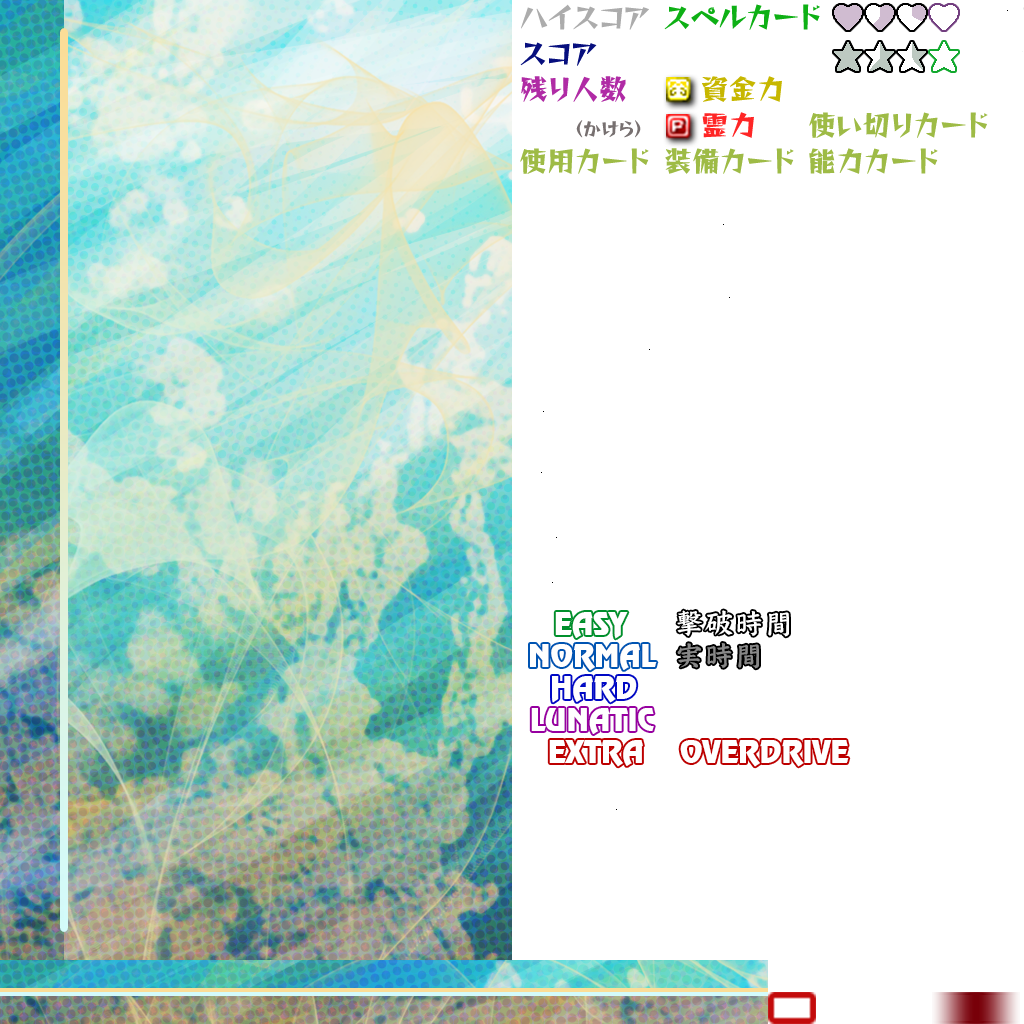 ハイスコア スペルカード
スコア
残り人数 資金力
(かけら) P 霊力 使い切りカード
使用カード 装備カード 能力カード
EASY 撃破時間
NORMAL 実時間
HARD
LUNATIC
EXTRA OVERDRIVE